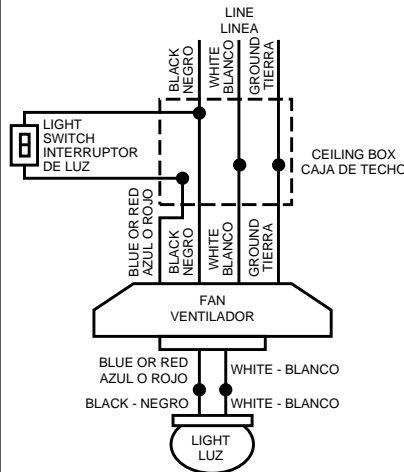 LINE
LINEA
BLACK
NEGRO
WHITE
BLANCO
GROUND
TIERRA
LIGHT
SWITCH
INTERRUPTOR
DE LUZ
CEILING BOX
CAJA DE TECHO
BLUE OR RED
AZUL O ROJO
BLACK
NEGRO
WHITE
BLANCO
GROUND
TIERRA
FAN
VENTILADOR
BLUE OR RED
AZUL O ROJO
WHITE - BLANCO
BLACK - NEGRO
WHITE - BLANCO
LIGHT
LUZ